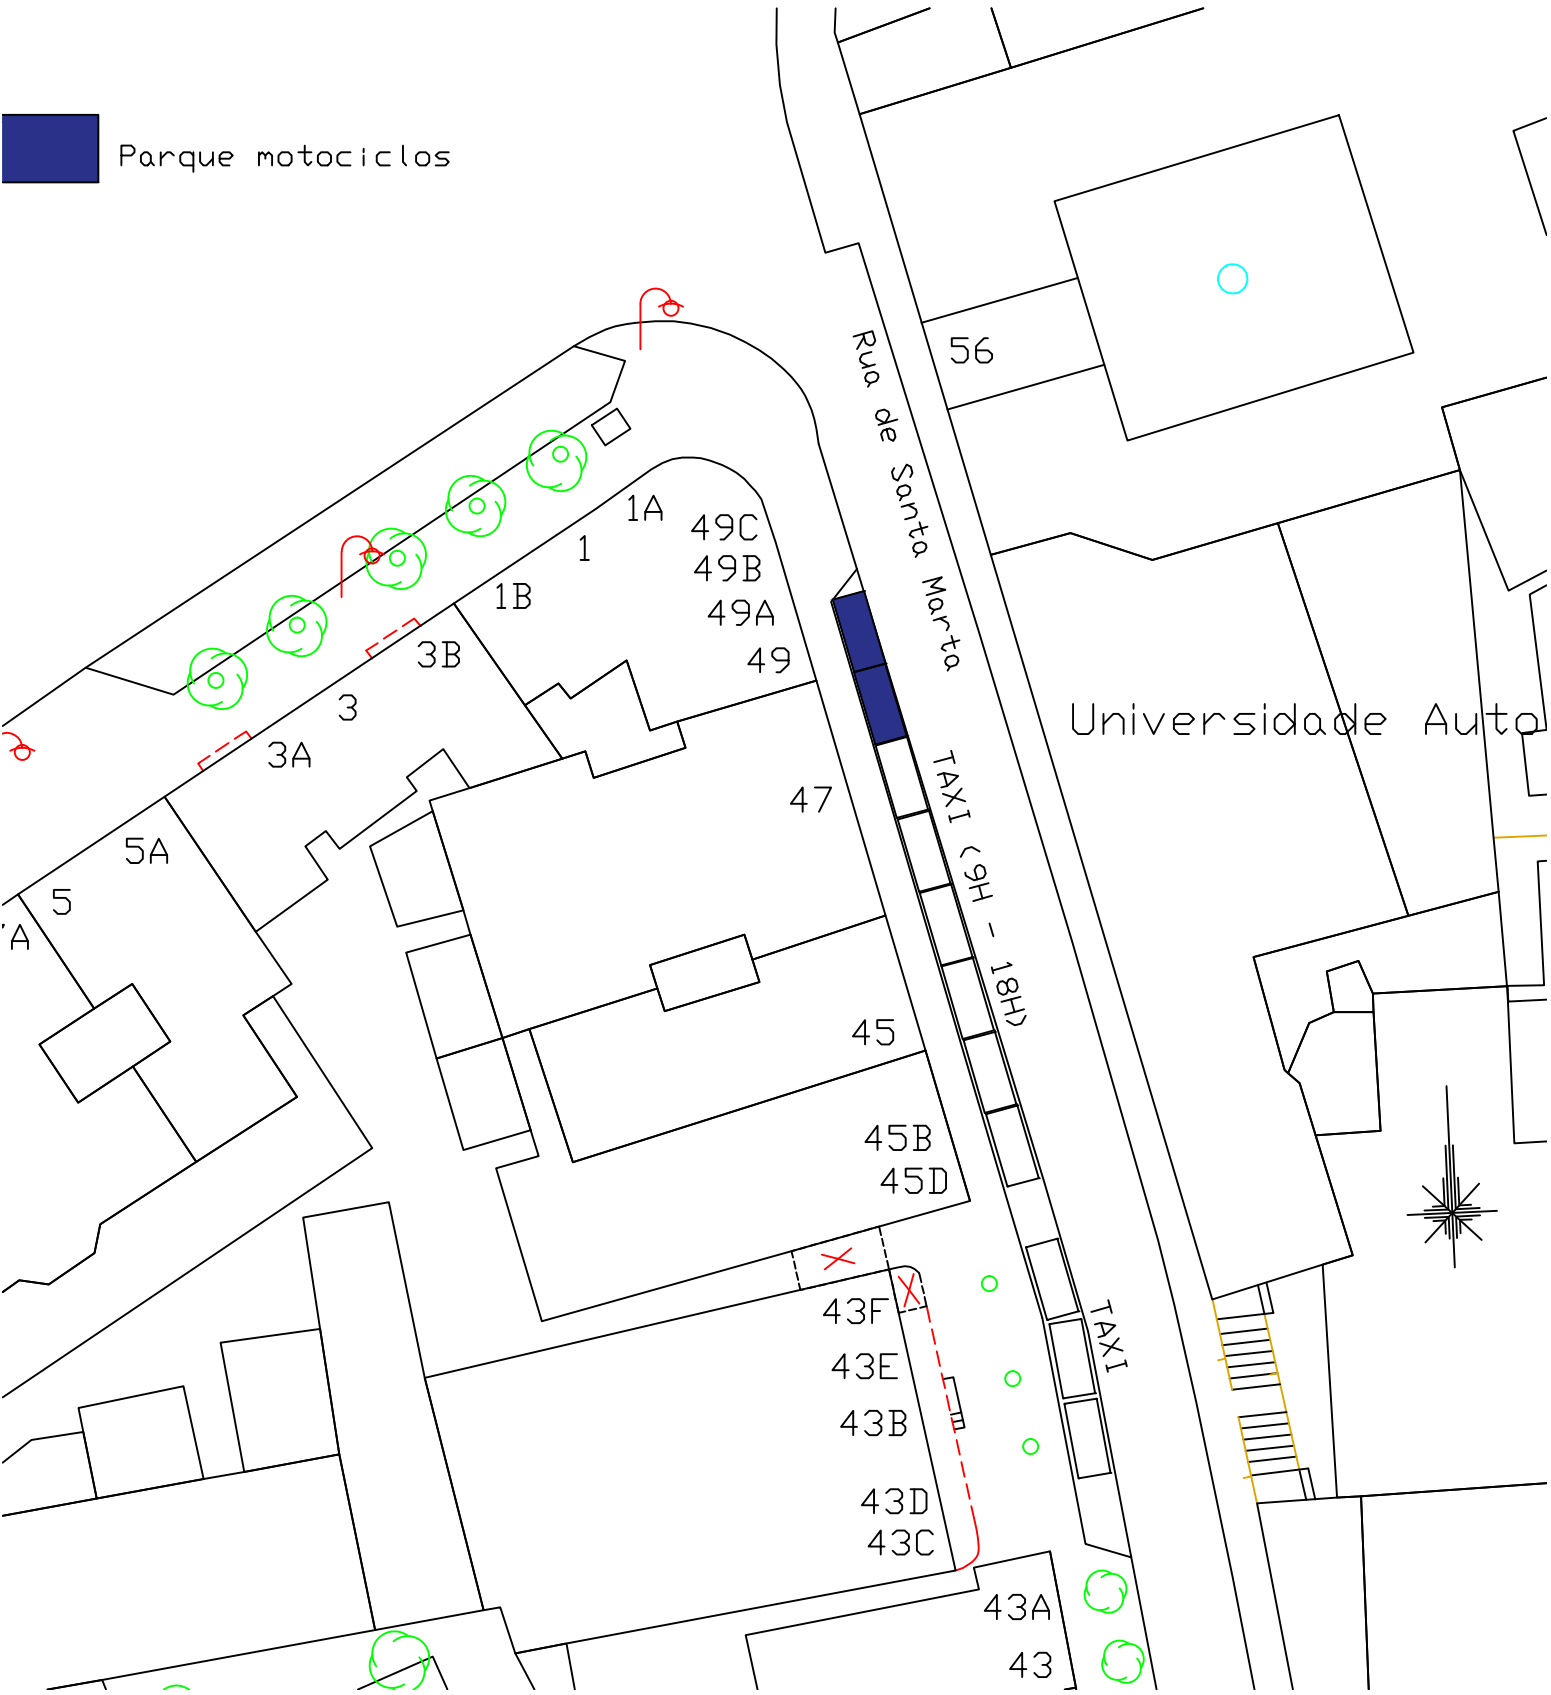 Parque motociclos
Rua de Santa Marta
56
1A
49C
1
49B
1B
49A
3B
49
3
Universidade Auto
3A
47
TAXI (9H - 18H)
5A
5
7A
45
45B
45D
43F
TAXI
43E
43B
43D
43C
43A
43